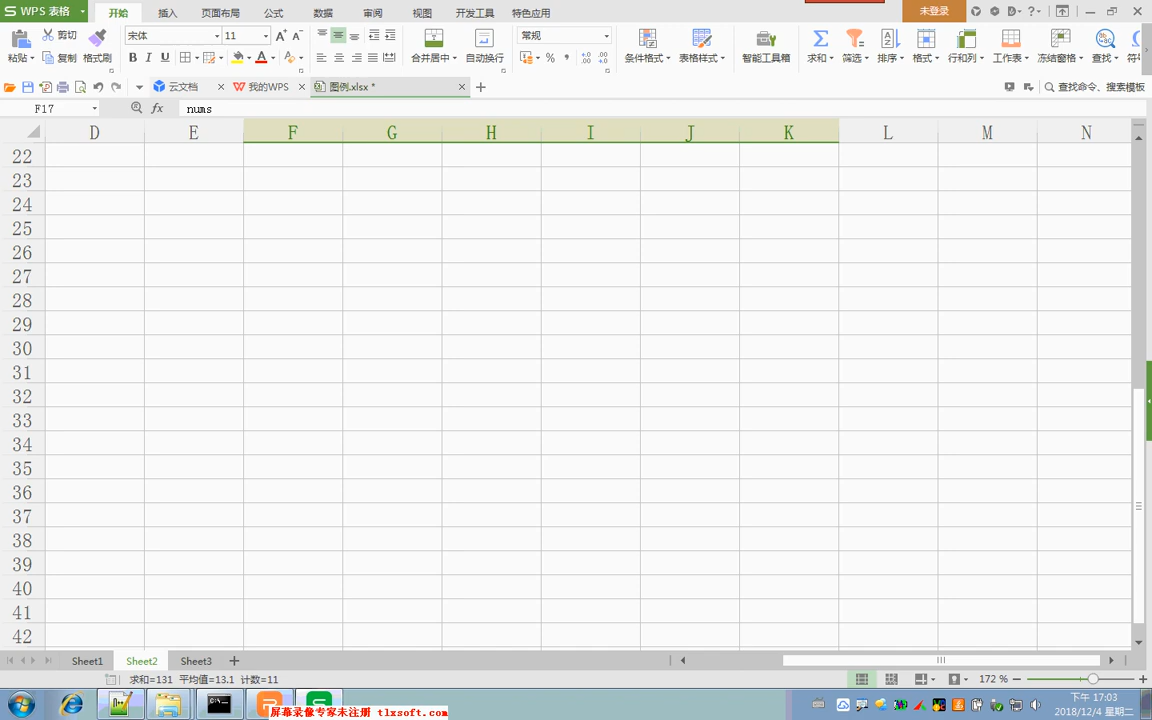 WPS 表格 开始 插入 页面布局 公式 数据 审阅 视图 开发工具 特色应用 未登录
粘贴 剪切 复制 格式刷 宋体 11 B I U 合并居中 自动换行 常规 % 条件格式 表格样式 智能工具箱 求和 筛选 排序 格式 行和列 工作表 冻结窗格 查找
云文档 我的WPS 图例.xlsx * 查找命令、搜索模板
F17 fx nums
D E F G H I J K L M N
22
23
24
25
26
27
28
29
30
31
32
33
34
35
36
37
38
39
40
41
42
Sheet1 Sheet2 Sheet3
求和=131 平均值=13.1 计数=11 172 %
下午 17:03
2018/12/4 星期二
屏幕录像专家未注册 tlxsoft.com